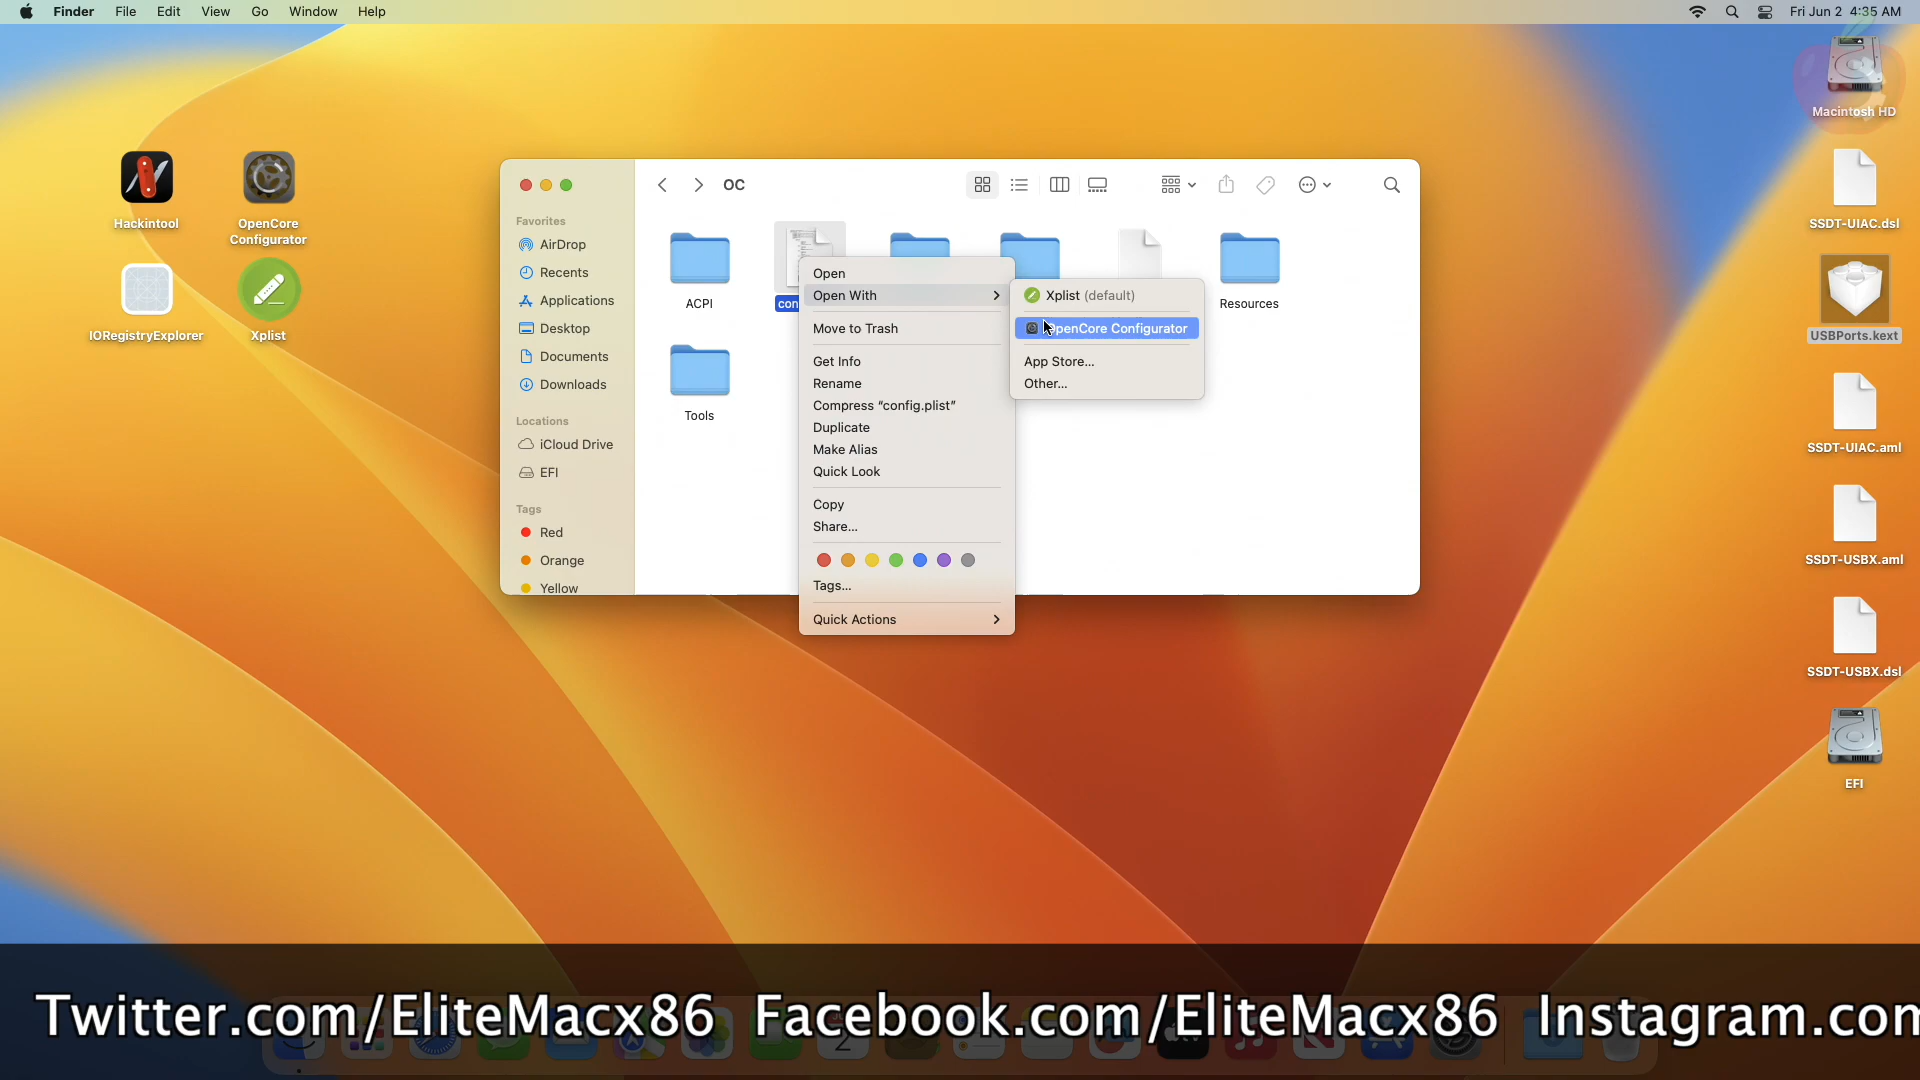 Finder File Edit View Go Window Help
Fri Jun 2 4:35 AM
Macintosh HD
SSDT-UIAC.dsl
USBPorts.kext
SSDT-UIAC.aml
SSDT-USBX.aml
SSDT-USBX.dsl
EFI
Hackintool
OpenCore
Configurator
IORegistryExplorer
Xplist
OC
Favorites
AirDrop
Recents
Applications
Desktop
Documents
Downloads
Locations
iCloud Drive
EFI
Tags
Red
Orange
Yellow
ACPI
con
Resources
Tools
Open
Open With
Move to Trash
Get Info
Rename
Compress “config.plist”
Duplicate
Make Alias
Quick Look
Copy
Share...
Tags...
Quick Actions
Xplist (default)
OpenCore Configurator
App Store...
Other...
Twitter.com/EliteMacx86 Facebook.com/EliteMacx86 Instagram.com